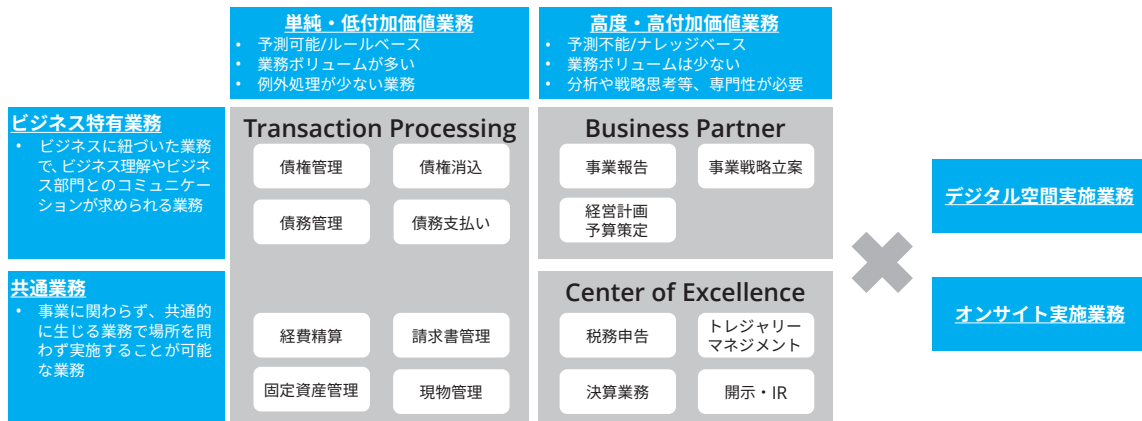 単純・低付加価値業務
• 予測可能/ルールベース
• 業務ボリュームが多い
• 例外処理が少ない業務
高度・高付加価値業務
• 予測不能/ナレッジベース
• 業務ボリュームは少ない
• 分析や戦略思考等、専門性が必要
ビジネス特有業務
• ビジネスに紐づいた業務
で、ビジネス理解やビジネ
ス部門とのコミュニケー
ションが求められる業務
Transaction Processing
債権管理
債権消込
債務管理
債務支払い
Business Partner
事業報告
事業戦略立案
経営計画
予算策定
共通業務
• 事業に関わらず、共通的
に生じる業務で場所を問
わず実施することが可能
な業務
経費精算
請求書管理
固定資産管理
現物管理
Center of Excellence
税務申告
トレジャリー
マネジメント
決算業務
開示・IR
デジタル空間実施業務
オンサイト実施業務